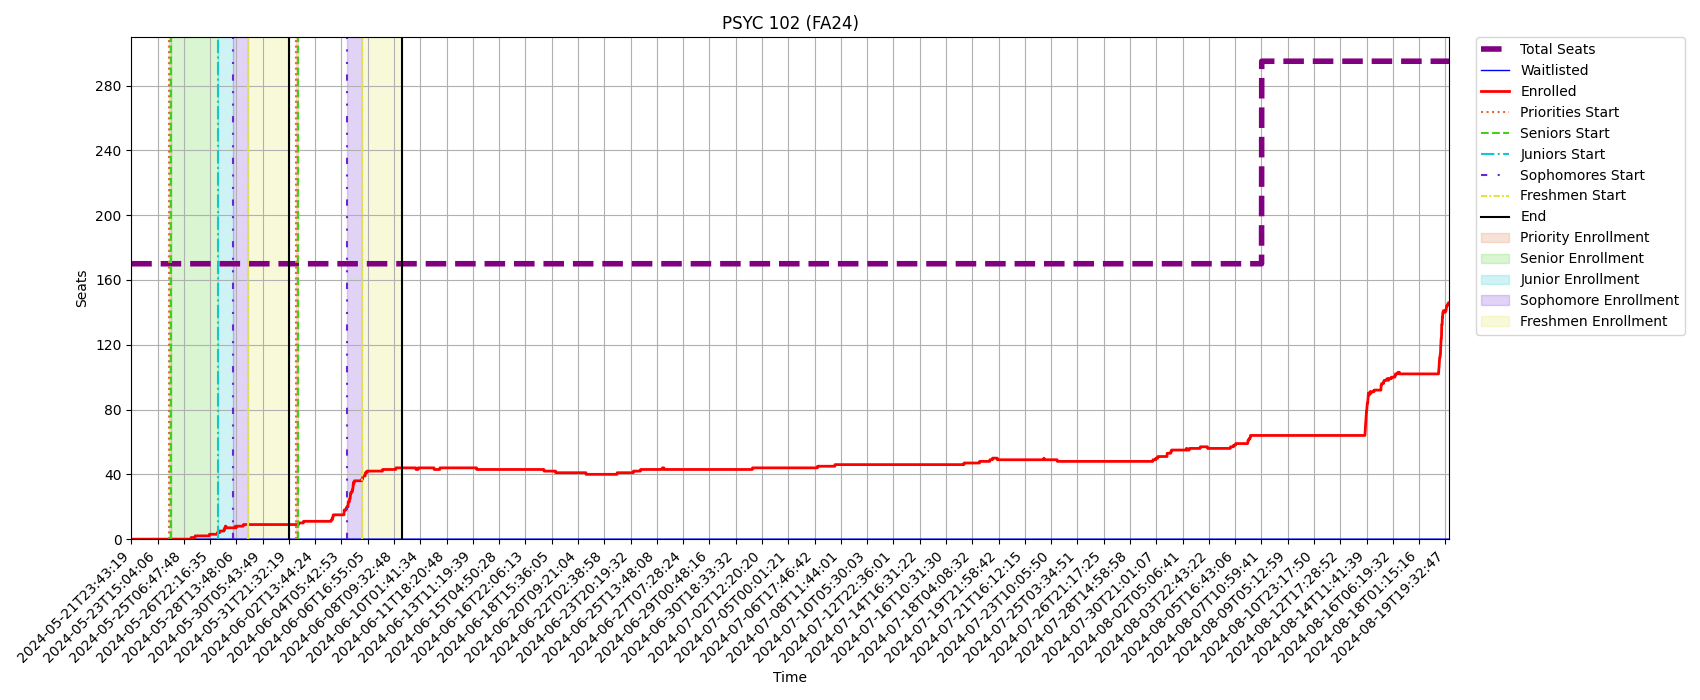 PSYC 102 (FA24)
Seats
280
240
200
160
120
80
40
0
2024-05-21T23:43:19
2024-05-23T15:04:06
2024-05-25T06:47:48
2024-05-26T22:16:35
2024-05-28T13:48:06
2024-05-30T05:43:49
2024-05-31T21:32:19
2024-06-02T13:44:24
2024-06-04T05:42:53
2024-06-06T16:55:05
2024-06-08T09:32:48
2024-06-10T01:41:34
2024-06-11T18:20:48
2024-06-13T11:19:39
2024-06-15T04:50:28
2024-06-16T22:06:13
2024-06-18T15:36:05
2024-06-20T09:21:04
2024-06-22T02:38:58
2024-06-23T20:19:32
2024-06-25T13:48:08
2024-06-27T07:28:24
2024-06-29T00:48:16
2024-06-30T18:33:32
2024-07-02T12:20:20
2024-07-05T00:01:21
2024-07-06T17:46:42
2024-07-08T11:44:01
2024-07-10T05:30:03
2024-07-12T22:36:01
2024-07-14T16:31:22
2024-07-16T10:31:30
2024-07-18T04:08:32
2024-07-19T21:58:42
2024-07-21T16:12:15
2024-07-23T10:05:50
2024-07-25T03:34:51
2024-07-26T21:17:25
2024-07-28T14:58:58
2024-07-30T21:01:07
2024-08-02T05:06:41
2024-08-03T22:43:22
2024-08-05T16:43:06
2024-08-07T10:59:41
2024-08-09T05:12:59
2024-08-10T23:17:50
2024-08-12T17:28:52
2024-08-14T11:41:39
2024-08-16T06:19:32
2024-08-18T01:15:16
2024-08-19T19:32:47
Time
Total Seats
Waitlisted
Enrolled
Priorities Start
Seniors Start
Juniors Start
Sophomores Start
Freshmen Start
End
Priority Enrollment
Senior Enrollment
Junior Enrollment
Sophomore Enrollment
Freshmen Enrollment